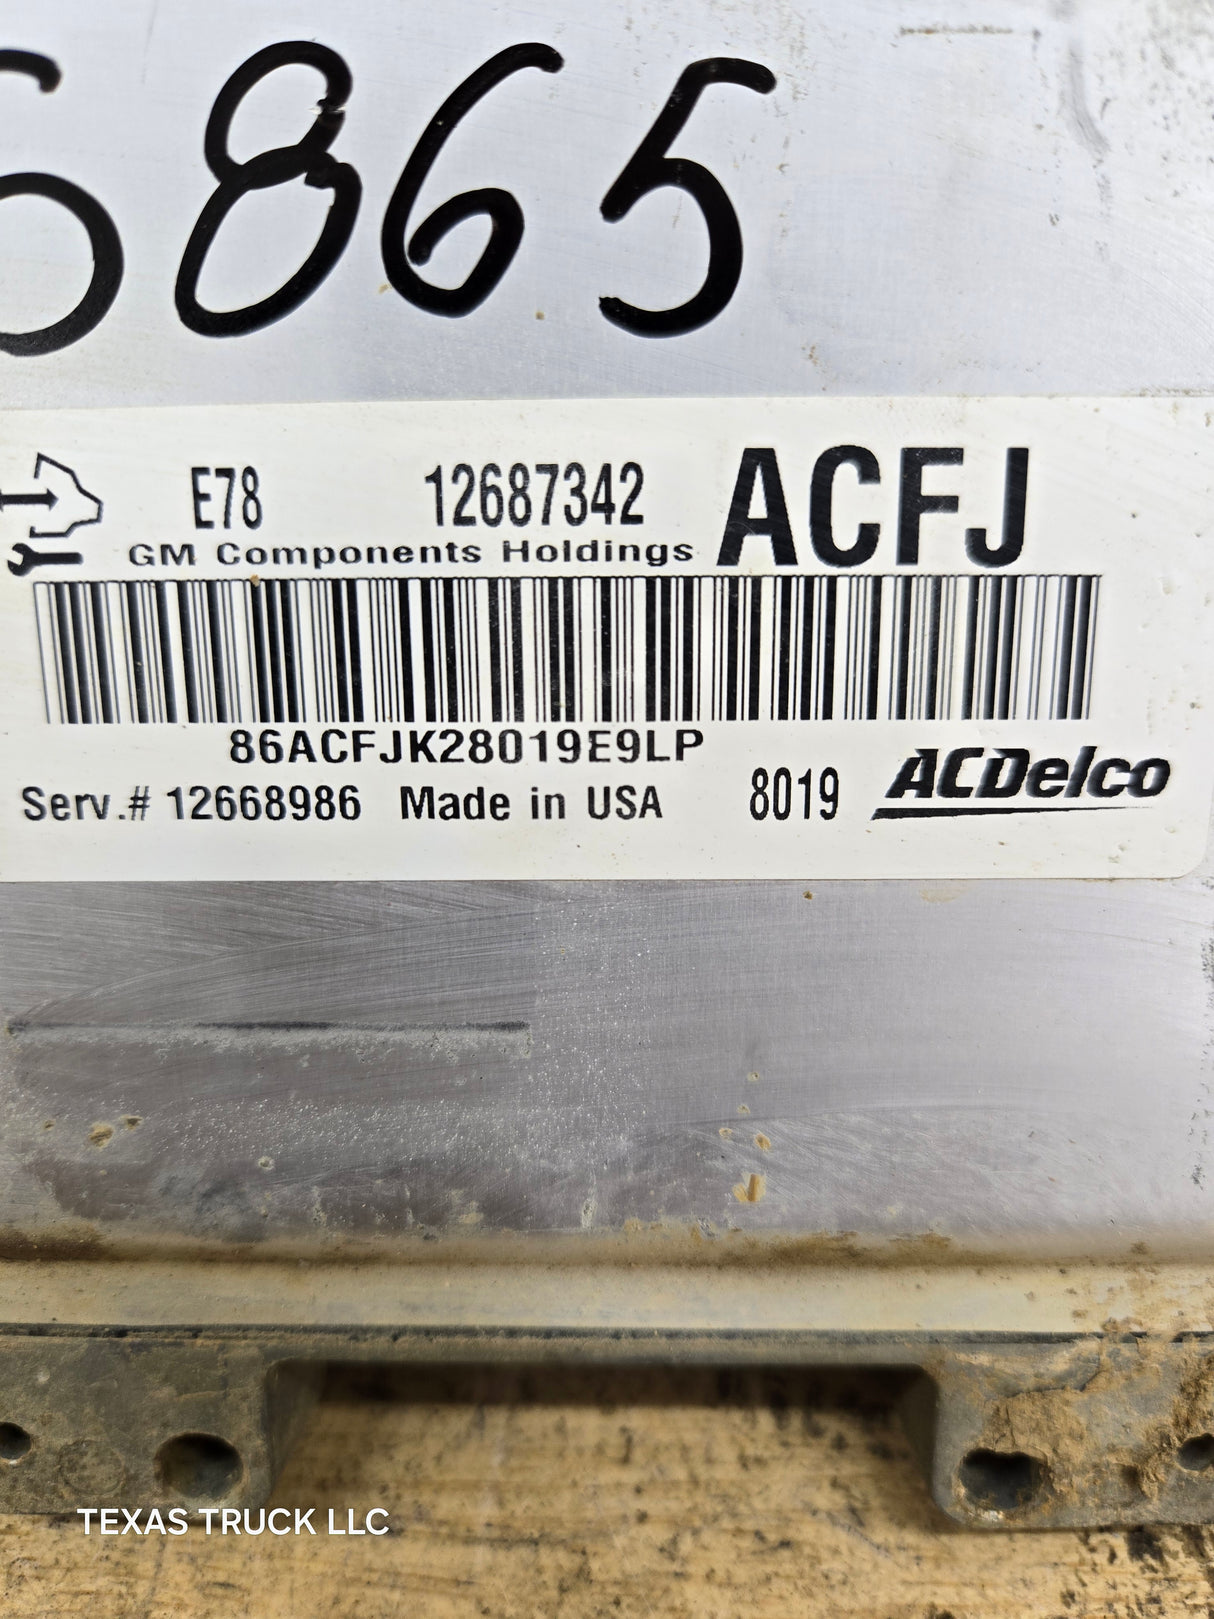 6865
E78 12687342 ACFJ
GM Components Holdings
86ACFJK28019E9LP
Serv.# 12668986 Made in USA 8019 ACDelco
TEXAS TRUCK LLC